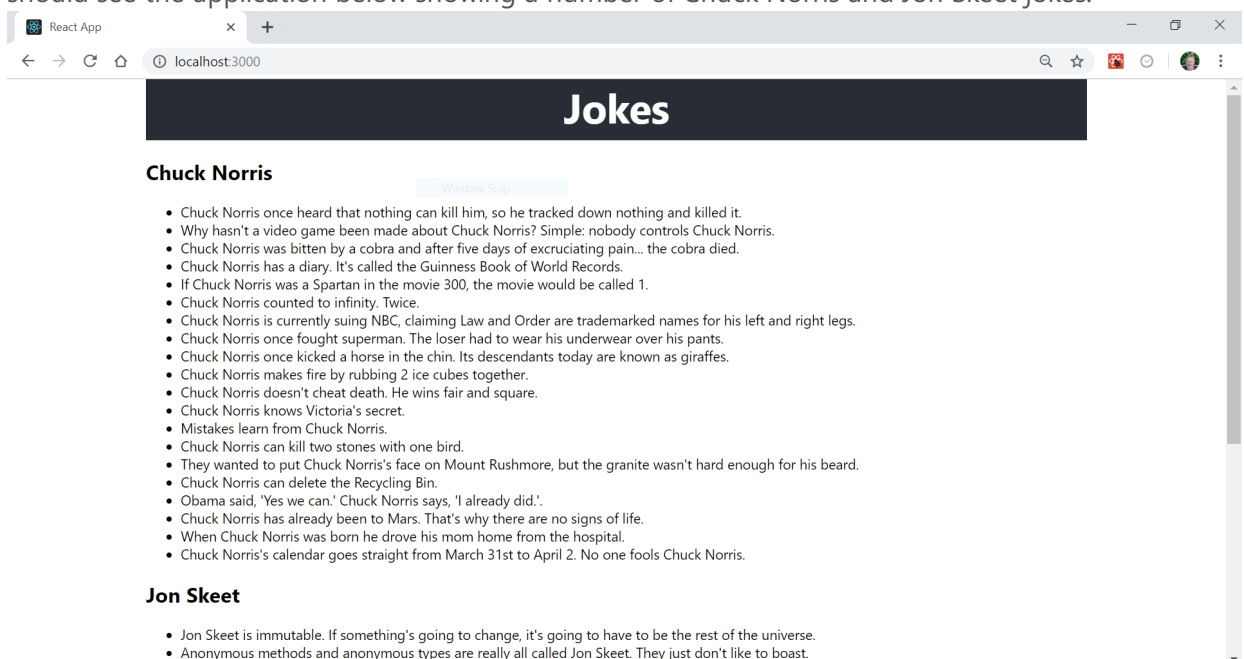 should see the application below showing a number of Chuck Norris and Jon Skeet jokes.
React App
localhost:3000
Jokes
Chuck Norris
Window Snip
• Chuck Norris once heard that nothing can kill him, so he tracked down nothing and killed it.
• Why hasn't a video game been made about Chuck Norris? Simple: nobody controls Chuck Norris.
• Chuck Norris was bitten by a cobra and after five days of excruciating pain... the cobra died.
• Chuck Norris has a diary. It's called the Guinness Book of World Records.
• If Chuck Norris was a Spartan in the movie 300, the movie would be called 1.
• Chuck Norris counted to infinity. Twice.
• Chuck Norris is currently suing NBC, claiming Law and Order are trademarked names for his left and right legs.
• Chuck Norris once fought superman. The loser had to wear his underwear over his pants.
• Chuck Norris once kicked a horse in the chin. Its descendants today are known as giraffes.
• Chuck Norris makes fire by rubbing 2 ice cubes together.
• Chuck Norris doesn't cheat death. He wins fair and square.
• Chuck Norris knows Victoria's secret.
• Mistakes learn from Chuck Norris.
• Chuck Norris can kill two stones with one bird.
• They wanted to put Chuck Norris's face on Mount Rushmore, but the granite wasn't hard enough for his beard.
• Chuck Norris can delete the Recycling Bin.
• Obama said, 'Yes we can.' Chuck Norris says, 'I already did.'.
• Chuck Norris has already been to Mars. That's why there are no signs of life.
• When Chuck Norris was born he drove his mom home from the hospital.
• Chuck Norris's calendar goes straight from March 31st to April 2. No one fools Chuck Norris.
Jon Skeet
• Jon Skeet is immutable. If something's going to change, it's going to have to be the rest of the universe.
• Anonymous methods and anonymous types are really all called Jon Skeet. They just don't like to boast.